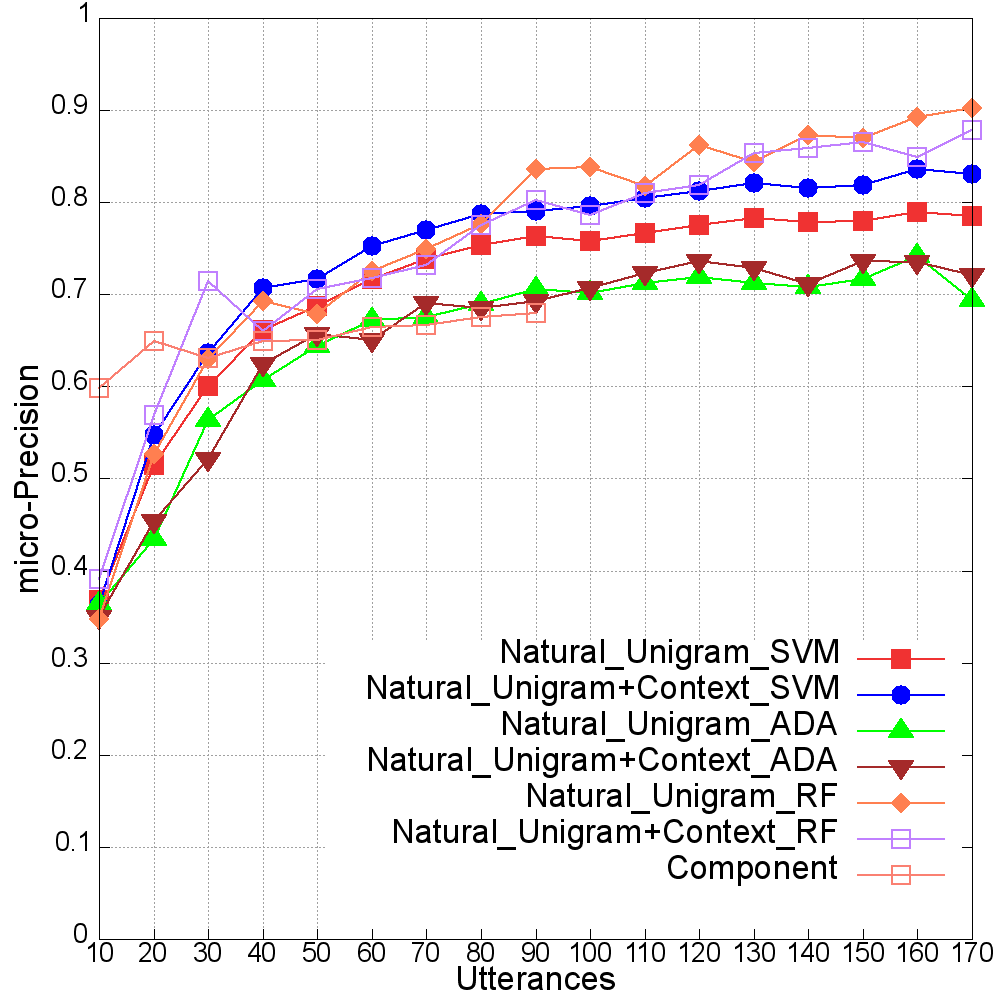 1
0.9
0.8
0.7
0.6
0.5
0.4
0.3
0.2
0.1
0
micro-Precision
Natural_Unigram_SVM
Natural_Unigram+Context_SVM
Natural_Unigram_ADA
Natural_Unigram+Context_ADA
Natural_Unigram_RF
Natural_Unigram+Context_RF
Component
10 20 30 40 50 60 70 80 90 100 110 120 130 140 150 160 170
Utterances